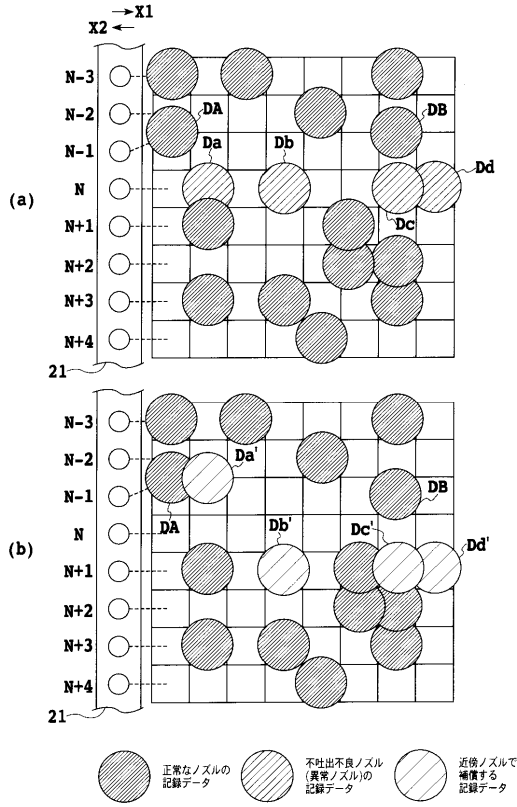 →X1
X2←
N-3
N-2
DA
DB
N-1
Da
Db
Dd
(a)
N
Dc
N+1
N+2
N+3
N+4
21
N-3
N-2
Da'
N-1
DB
DA
N
Db'
Dc'
Dd'
(b)
N+1
N+2
N+3
N+4
21
正常なノズルの
記録データ
不吐出不良ノズル
(異常ノズル)の
記録データ
近傍ノズルで
補償する
記録データ